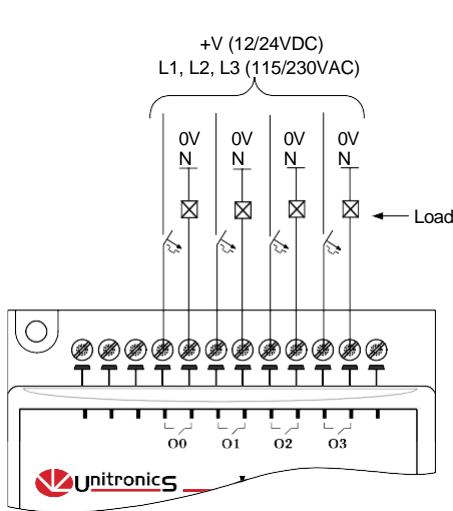 +V (12/24VDC)
L1, L2, L3 (115/230VAC)
0V 0V 0V 0V
N N N N
Load
O0 O1 O2 O3
Unitronics